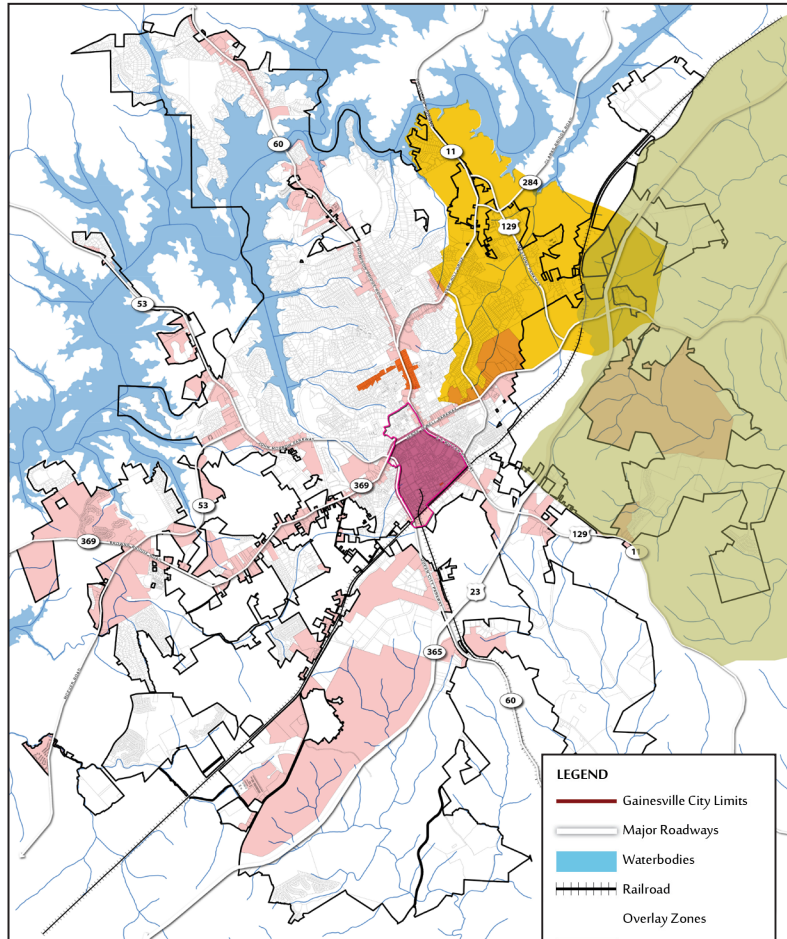 60
11
284
129
53
369
53
369
129
11
23
365
60
LEGEND
Gainesville City Limits
Major Roadways
Waterbodies
Railroad
Overlay Zones